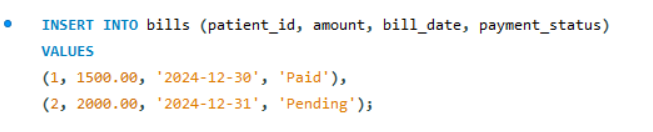 INSERT INTO bills (patient_id, amount, bill_date, payment_status)
VALUES
(1, 1500.00, '2024-12-30', 'Paid'),
(2, 2000.00, '2024-12-31', 'Pending');